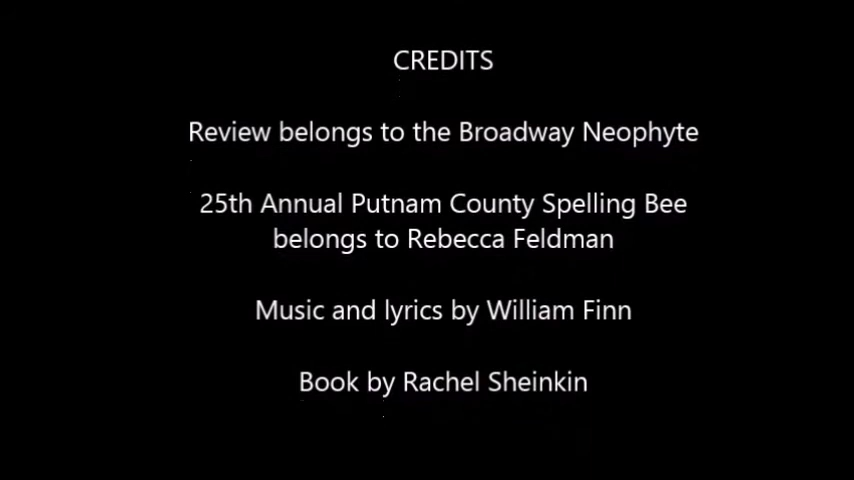 CREDITS
Review belongs to the Broadway Neophyte
25th Annual Putnam County Spelling Bee
belongs to Rebecca Feldman
Music and lyrics by William Finn
Book by Rachel Sheinkin